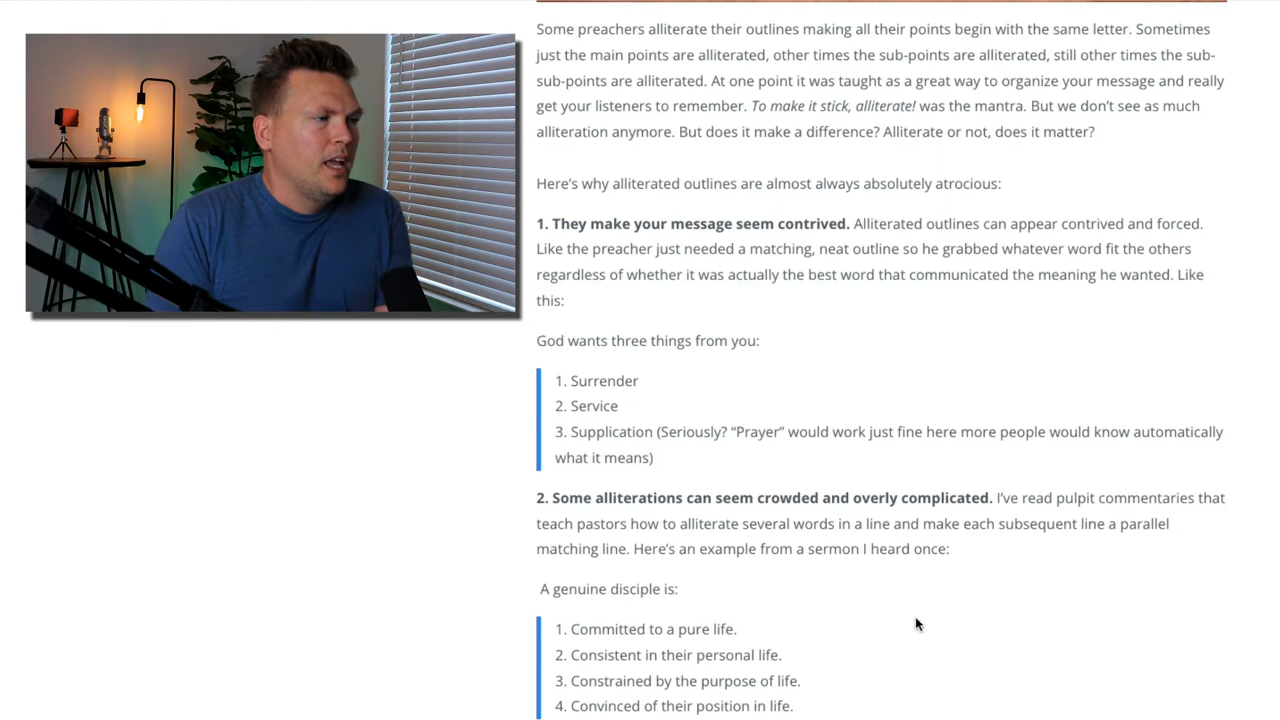 Some preachers alliterate their outlines making all their points begin with the same letter. Sometimes
just the main points are alliterated, other times the sub-points are alliterated, still other times the sub-
sub-points are alliterated. At one point it was taught as a great way to organize your message and really
get your listeners to remember. To make it stick, alliterate! was the mantra. But we don’t see as much
alliteration anymore. But does it make a difference? Alliterate or not, does it matter?
Here’s why alliterated outlines are almost always absolutely atrocious:
1. They make your message seem contrived. Alliterated outlines can appear contrived and forced.
Like the preacher just needed a matching, neat outline so he grabbed whatever word fit the others
regardless of whether it was actually the best word that communicated the meaning he wanted. Like
this:
God wants three things from you:
1. Surrender
2. Service
3. Supplication (Seriously? “Prayer” would work just fine here more people would know automatically
what it means)
2. Some alliterations can seem crowded and overly complicated. I’ve read pulpit commentaries that
teach pastors how to alliterate several words in a line and make each subsequent line a parallel
matching line. Here’s an example from a sermon I heard once:
A genuine disciple is:
1. Committed to a pure life.
2. Consistent in their personal life.
3. Constrained by the purpose of life.
4. Convinced of their position in life.